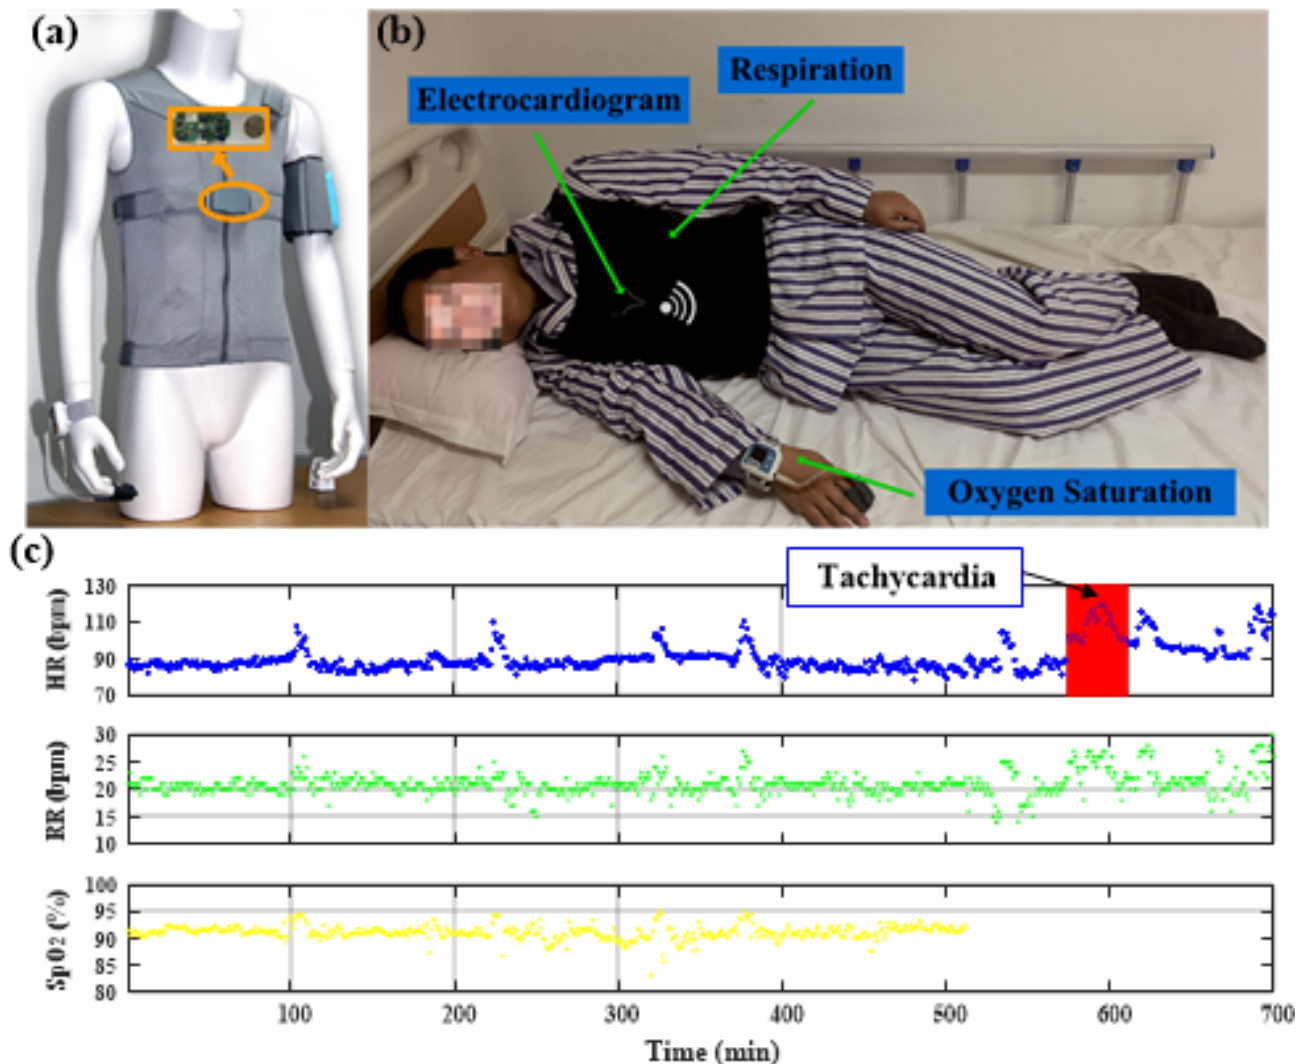 (a)
(b)
Respiration
Electrocardiogram
Oxygen Saturation
(c)
Tachycardia
HR (bpm)
130
110
90
70
RR (bpm)
30
25
20
15
10
SpO2 (%)
100
95
90
85
80
100 200 300 400 500 600 700
Time (min)